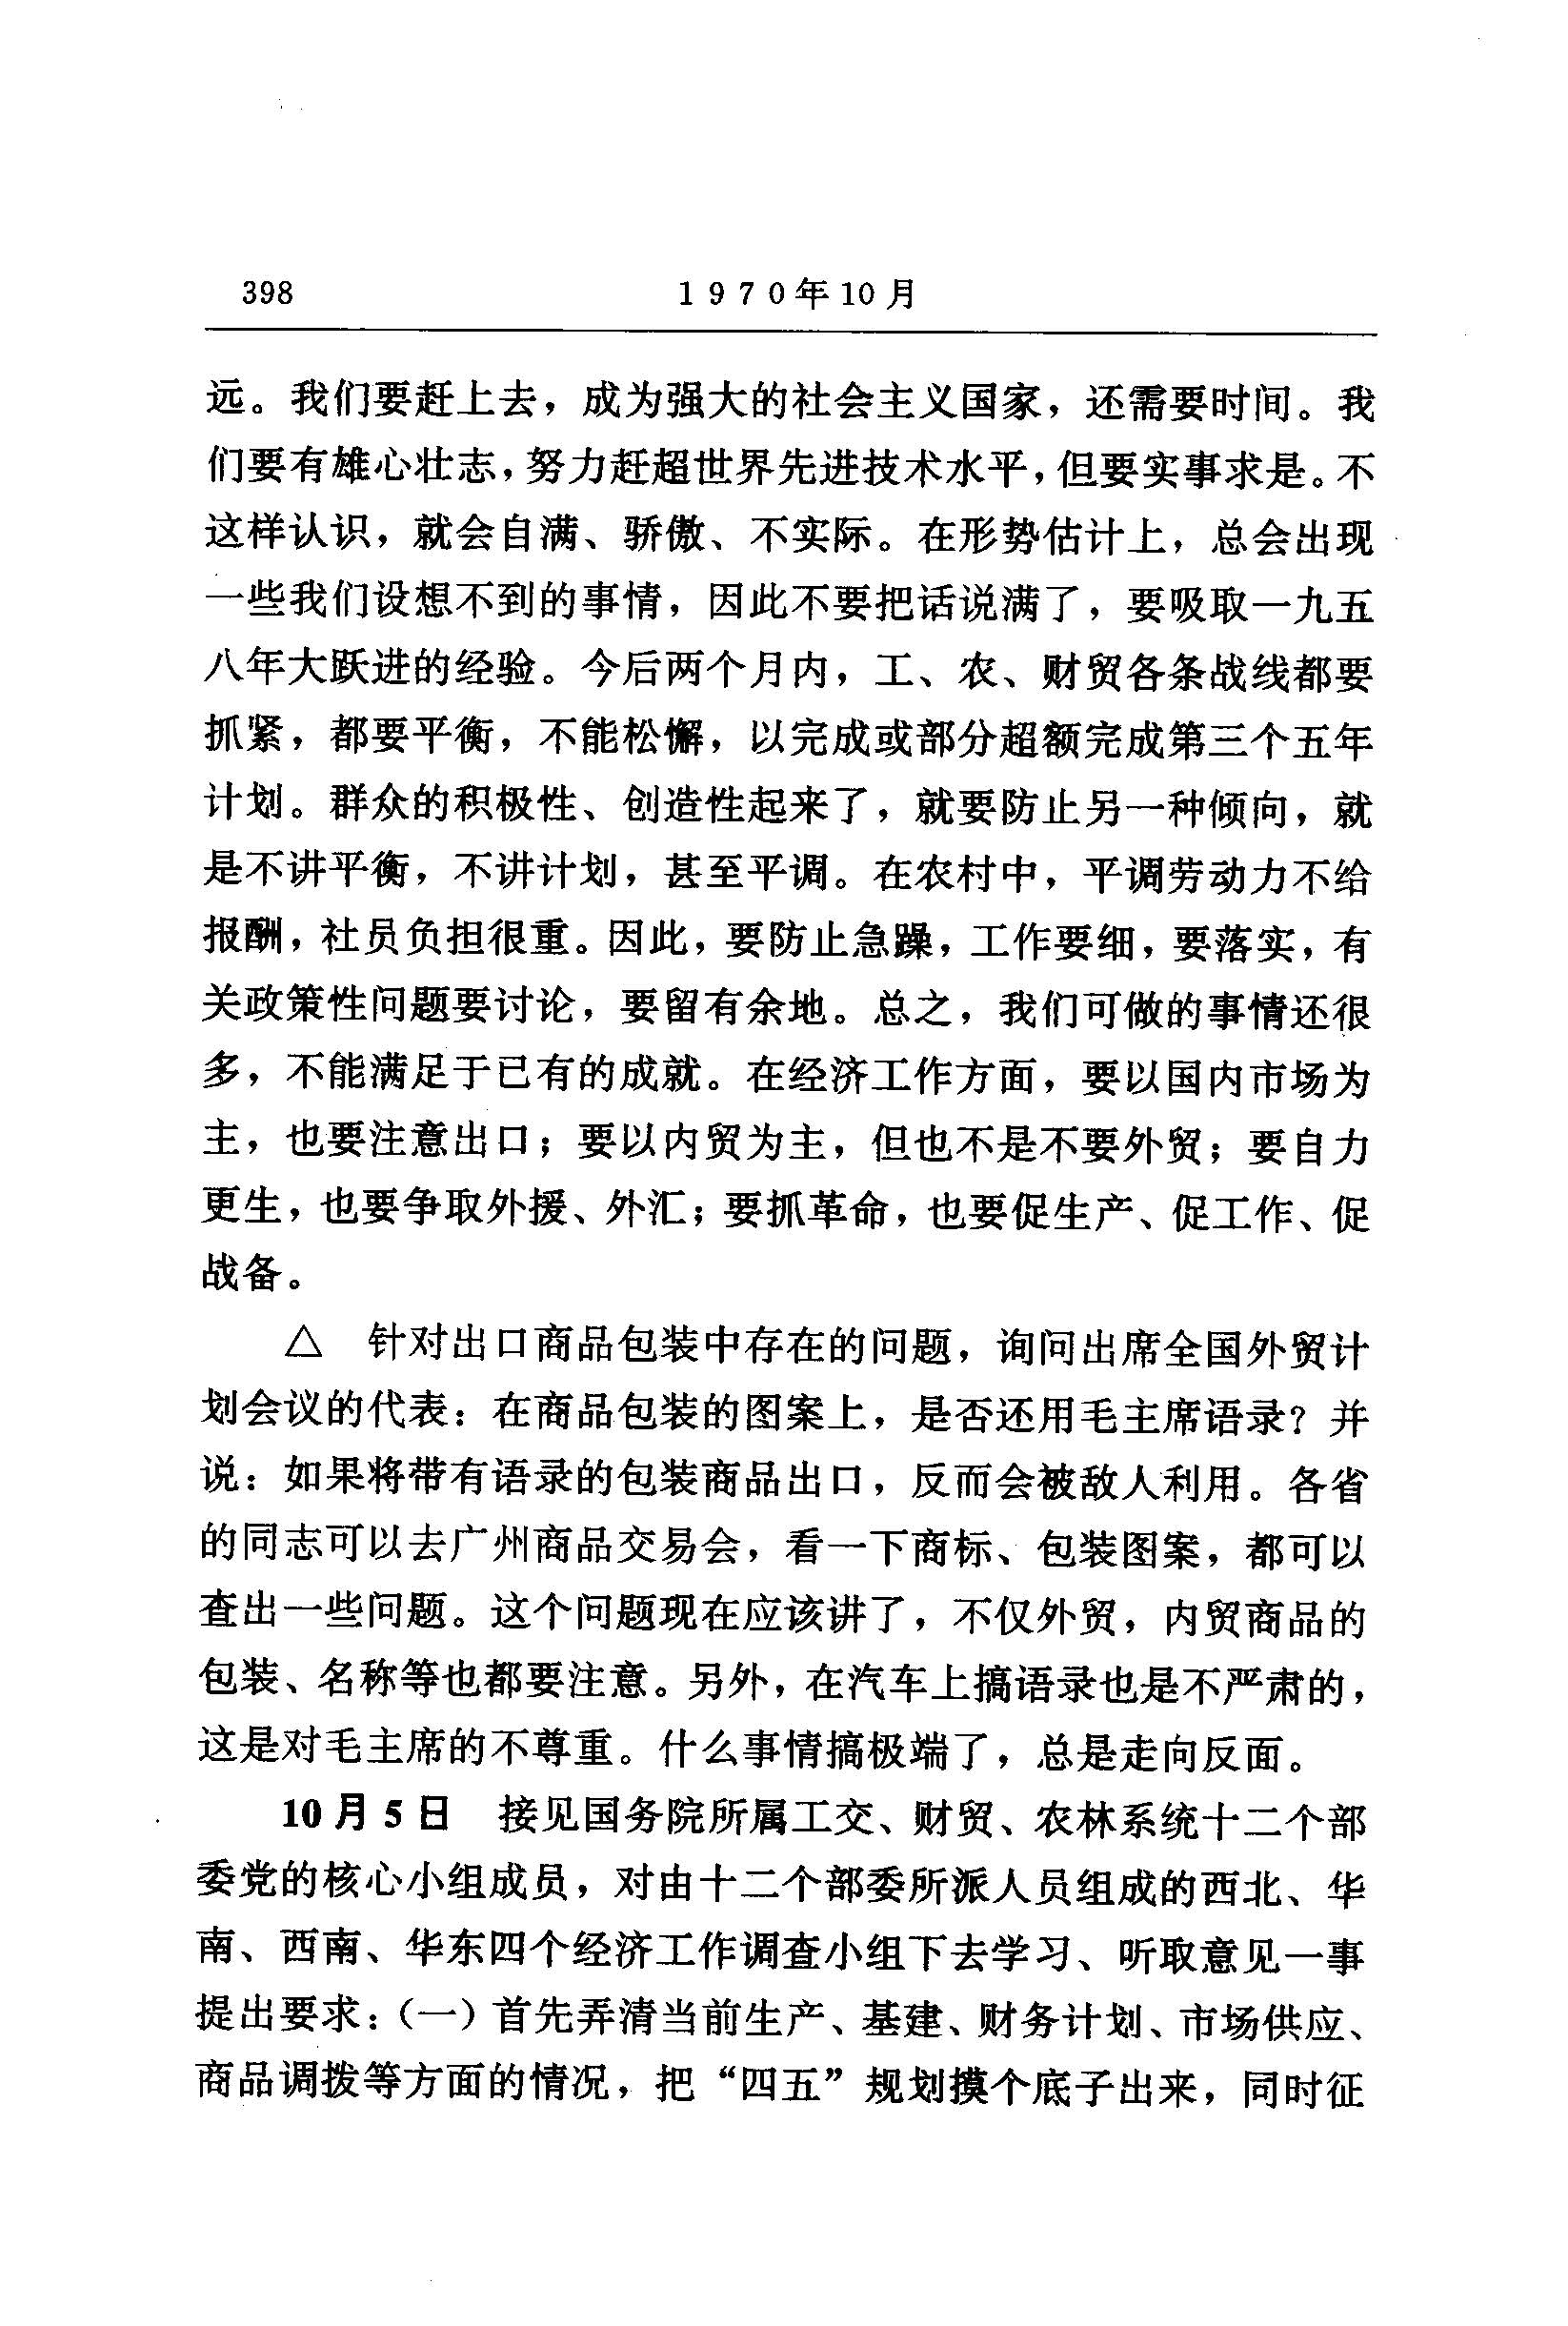 398 1970年10月
远。我们要赶上去，成为强大的社会主义国家，还需要时间。我
们要有雄心壮志，努力赶超世界先进技术水平，但要实事求是。不
这样认识，就会自满、骄傲、不实际。在形势估计上，总会出现
一些我们设想不到的事情，因此不要把话说满了，要吸取一九五
八年大跃进的经验。今后两个月内，工、农、财贸各条战线都要
抓紧，都要平衡，不能松懈，以完成或部分超额完成第三个五年
计划。群众的积极性、创造性起来了，就要防止另一种倾向，就
是不讲平衡，不讲计划，甚至平调。在农村中，平调劳动力不给
报酬，社员负担很重。因此，要防止急躁，工作要细，要落实，有
关政策性问题要讨论，要留有余地。总之，我们可做的事情还很
多，不能满足于已有的成就。在经济工作方面，要以国内市场为
主，也要注意出口；要以内贸为主，但也不是不要外贸；要自力
更生，也要争取外援、外汇；要抓革命，也要促生产、促工作、促
战备。
△ 针对出口商品包装中存在的问题，询问出席全国外贸计
划会议的代表：在商品包装的图案上，是否还用毛主席语录？并
说：如果将带有语录的包装商品出口，反而会被敌人利用。各省
的同志可以去广州商品交易会，看一下商标、包装图案，都可以
查出一些问题。这个问题现在应该讲了，不仅外贸，内贸商品的
包装、名称等也都要注意。另外，在汽车上搞语录也是不严肃的，
这是对毛主席的不尊重。什么事情搞极端了，总是走向反面。
10月5日 接见国务院所属工交、财贸、农林系统十二个部
委党的核心小组成员，对由十二个部委所派人员组成的西北、华
南、西南、华东四个经济工作调查小组下去学习、听取意见一事
提出要求：（一）首先弄清当前生产、基建、财务计划、市场供应、
商品调拨等方面的情况，把“四五”规划摸个底子出来，同时征